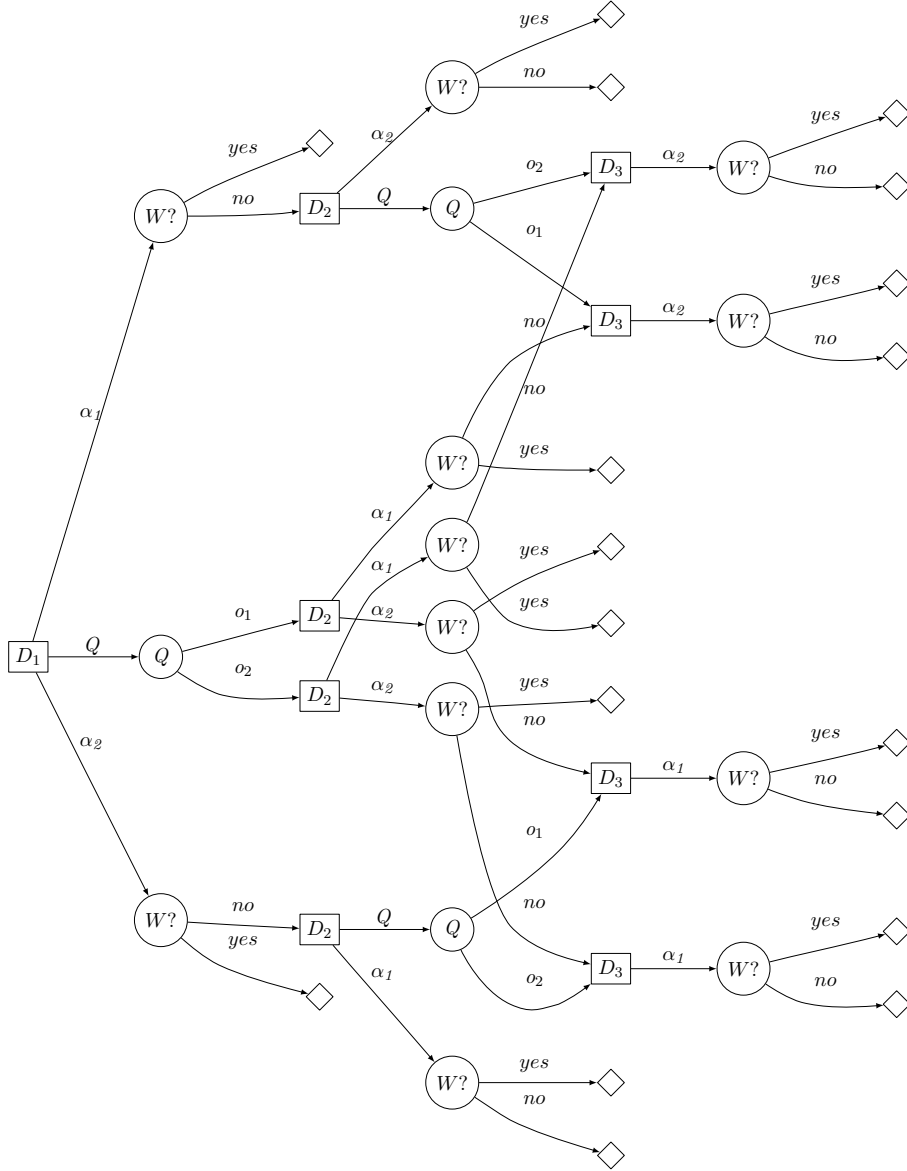 yes
W?
no
α₂
yes
yes
W?
no
D₂
Q
Q
o₂
o₁
D₃
α₂
W?
yes
no
D₃
α₂
W?
yes
no
no
no
α₁
W?
yes
α₁
W?
α₁
yes
yes
D₁
Q
Q
o₁
o₂
D₂
α₂
W?
D₂
α₂
W?
yes
no
D₃
α₁
W?
yes
no
α₂
o₁
W?
no
yes
D₂
Q
Q
no
o₂
D₃
α₁
W?
yes
no
α₁
W?
yes
no